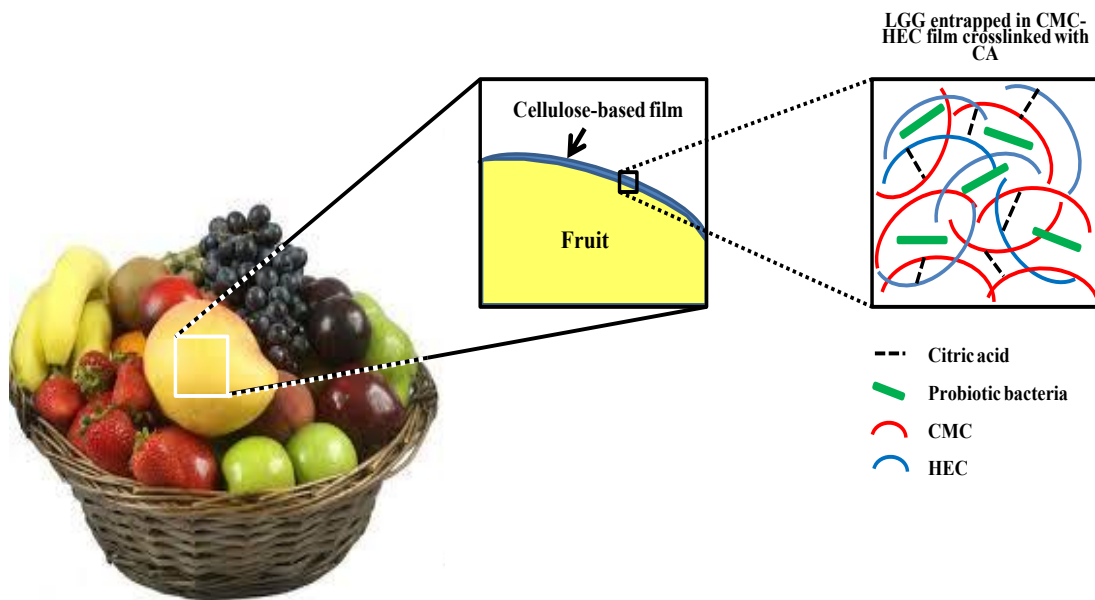 LGG entrapped in CMC-
HEC film crosslinked with
CA
Cellulose-based film
Fruit
Citric acid
Probiotic bacteria
CMC
HEC